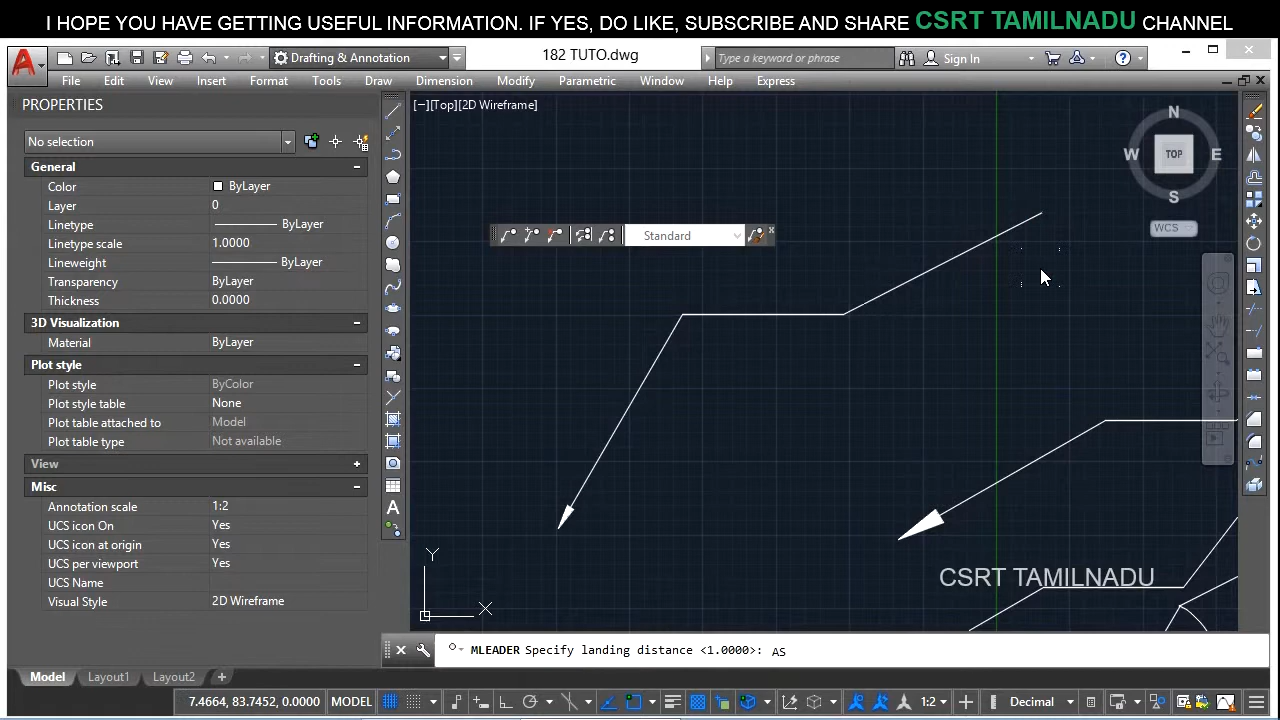 I HOPE YOU HAVE GETTING USEFUL INFORMATION. IF YES, DO LIKE, SUBSCRIBE AND SHARE CSRT TAMILNADU CHANNEL
Drafting & Annotation
182 TUTO.dwg
Type a keyword or phrase
Sign In
File Edit View Insert Format Tools Draw Dimension Modify Parametric Window Help Express
PROPERTIES
[−][Top][2D Wireframe]
No selection
General
Color ByLayer
Layer 0
Linetype ByLayer
Linetype scale 1.0000
Lineweight ByLayer
Transparency ByLayer
Thickness 0.0000
3D Visualization
Material ByLayer
Plot style
Plot style ByColor
Plot style table None
Plot table attached to Model
Plot table type Not available
View
Misc
Annotation scale 1:2
UCS icon On Yes
UCS icon at origin Yes
UCS per viewport Yes
UCS Name
Visual Style 2D Wireframe
N
W TOP E
S
WCS
Standard
CSRT TAMILNADU
Y
X
MLEADER Specify landing distance <1.0000>: AS
Model Layout1 Layout2 +
7.4664, 83.7452, 0.0000 MODEL 1:2 Decimal